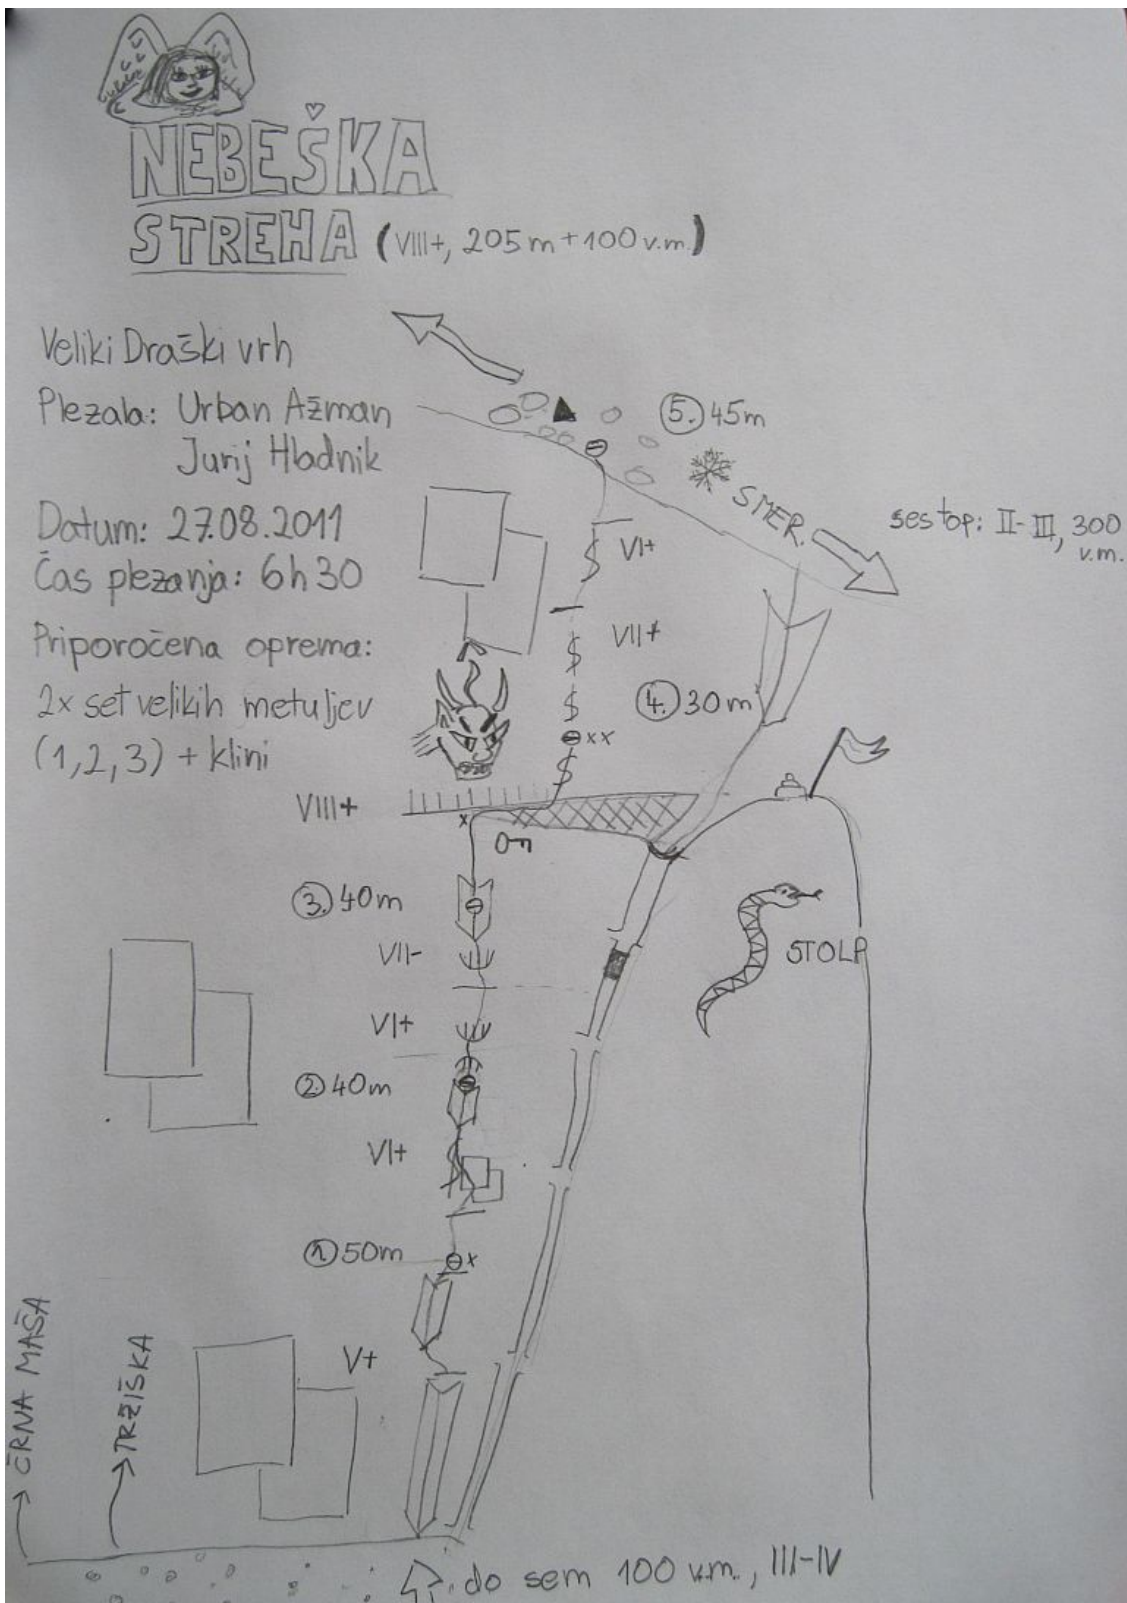 NEBEŠKA
STREHA (VIII+, 205m+100 v.m.)
Veliki Draški vrh
Plezala: Urban Ažman
Jurij Hladnik
Datum: 27.08.2011
Čas plezanja: 6h30
Priporočena oprema:
2x set velikih metuljev
(1,2,3) + klini
5. 45m
SMER.
sestop: II-III, 300
v.m.
VI+
VII+
4. 30m
VIII+
3. 40m
STOLP
VII-
VI+
2. 40m
VI+
1. 50m
V+
ČRNA MAŠA
TRŽIŠKA
do sem 100 v.m., III-IV